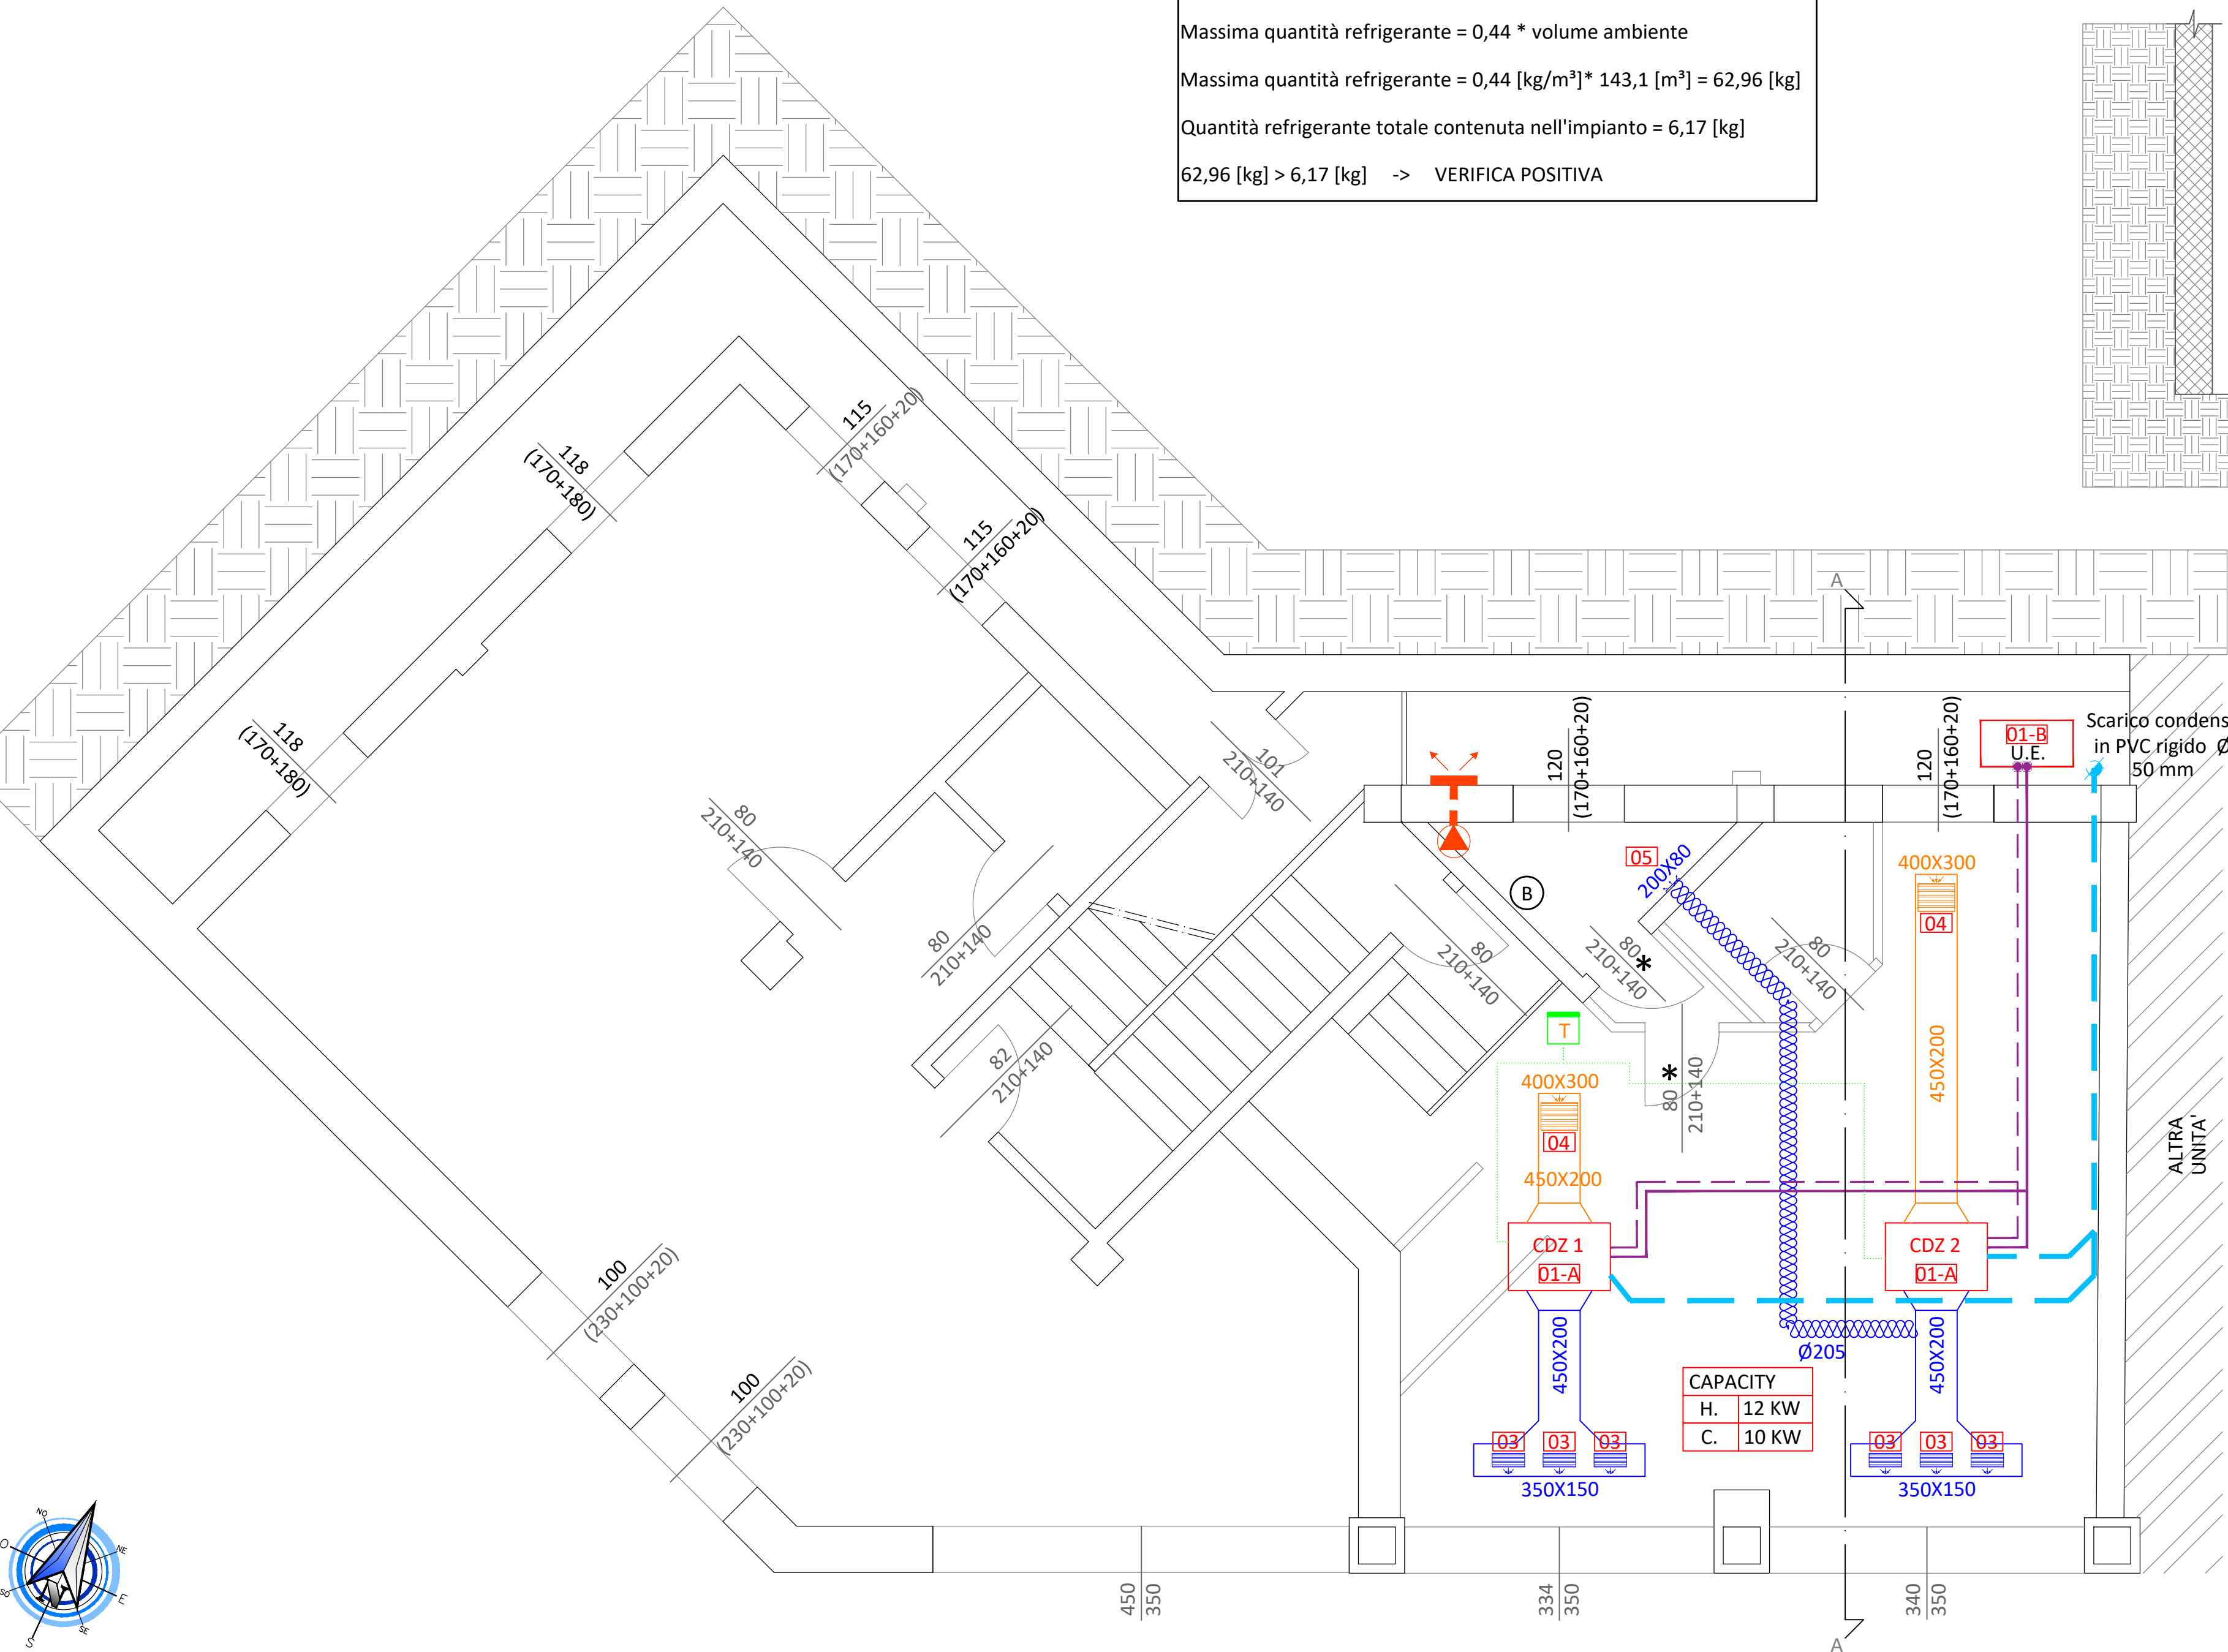 Massima quantità refrigerante = 0,44 * volume ambiente
Massima quantità refrigerante = 0,44 [kg/m³]* 143,1 [m³] = 62,96 [kg]
Quantità refrigerante totale contenuta nell'impianto = 6,17 [kg]
62,96 [kg] > 6,17 [kg] -> VERIFICA POSITIVA
115
(170+160+20)
118
(170+180)
115
(170+160+20)
A
118
(170+180)
101
210+140
120
(170+160+20)
120
(170+160+20)
01-B
U.E.
Scarico condens
in PVC rigido Ø
50 mm
80
210+140
80
210+140
05
200X80
B
400X300
04
80
210+140
80
210+140
*
80
210+140
82
210+140
T
*
80
210+140
450X200
400X300
04
450X200
ALTRA
UNITA'
CDZ 1
01-A
CDZ 2
01-A
100
(230+100+20)
100
(230+100+20)
450X200
Ø205
450X200
CAPACITY
H. 12 KW
C. 10 KW
03 03 03
350X150
03 03 03
350X150
NO
NE
O
E
SO
SE
S
450
350
334
350
340
350
A